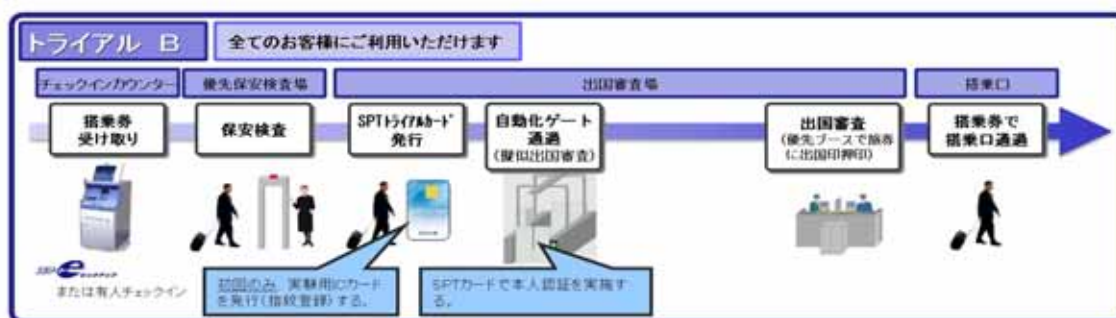 トライアル B
全てのお客様にご利用いただけます
チェックインカウンター
優先保安検査場
出国審査場
搭乗口
搭乗券
受け取り
保安検査
SPTトライアルカード
発行
自動化ゲート
通過
(擬似出国審査)
出国審査
(優先ブースで旅券
に出国印押印)
搭乗券で
搭乗口通過
または有人チェックイン
初回のみ、実験用ICカード
を発行(指紋登録)する。
SPTカードで本人認証を実施す
る。